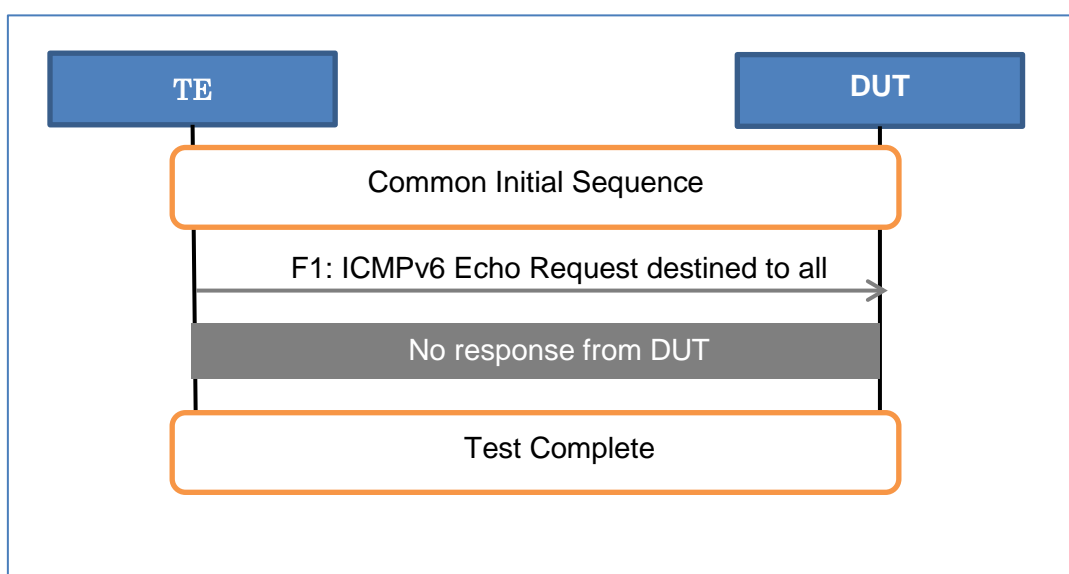 TE
DUT
Common Initial Sequence
F1: ICMPv6 Echo Request destined to all
No response from DUT
Test Complete